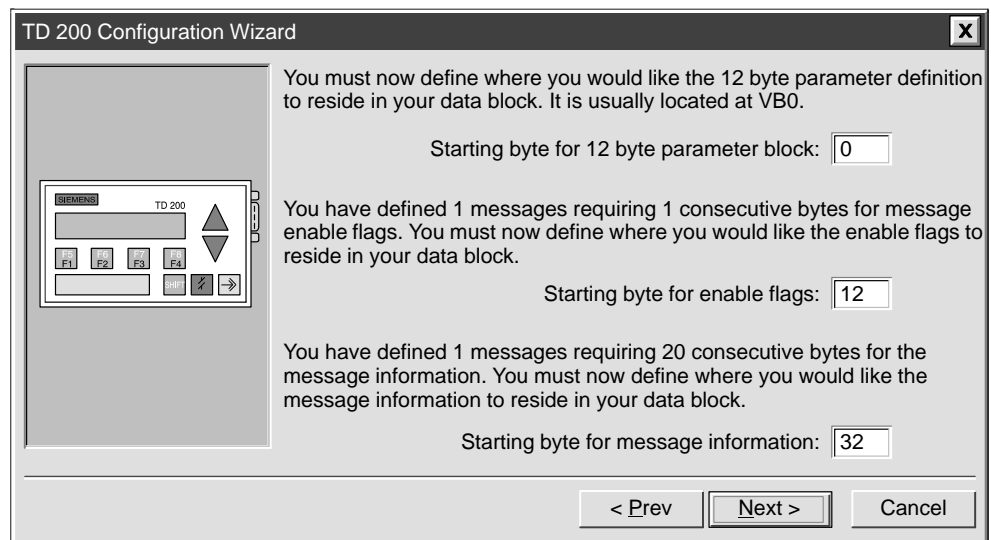 TD 200 Configuration Wizard
X
You must now define where you would like the 12 byte parameter definition
to reside in your data block. It is usually located at VB0.
Starting byte for 12 byte parameter block: 0
SIEMENS
TD 200
F5 F6 F7 F8
F1 F2 F3 F4
SHIFT
You have defined 1 messages requiring 1 consecutive bytes for message
enable flags. You must now define where you would like the enable flags to
reside in your data block.
Starting byte for enable flags: 12
You have defined 1 messages requiring 20 consecutive bytes for the
message information. You must now define where you would like the
message information to reside in your data block.
Starting byte for message information: 32
< Prev Next > Cancel